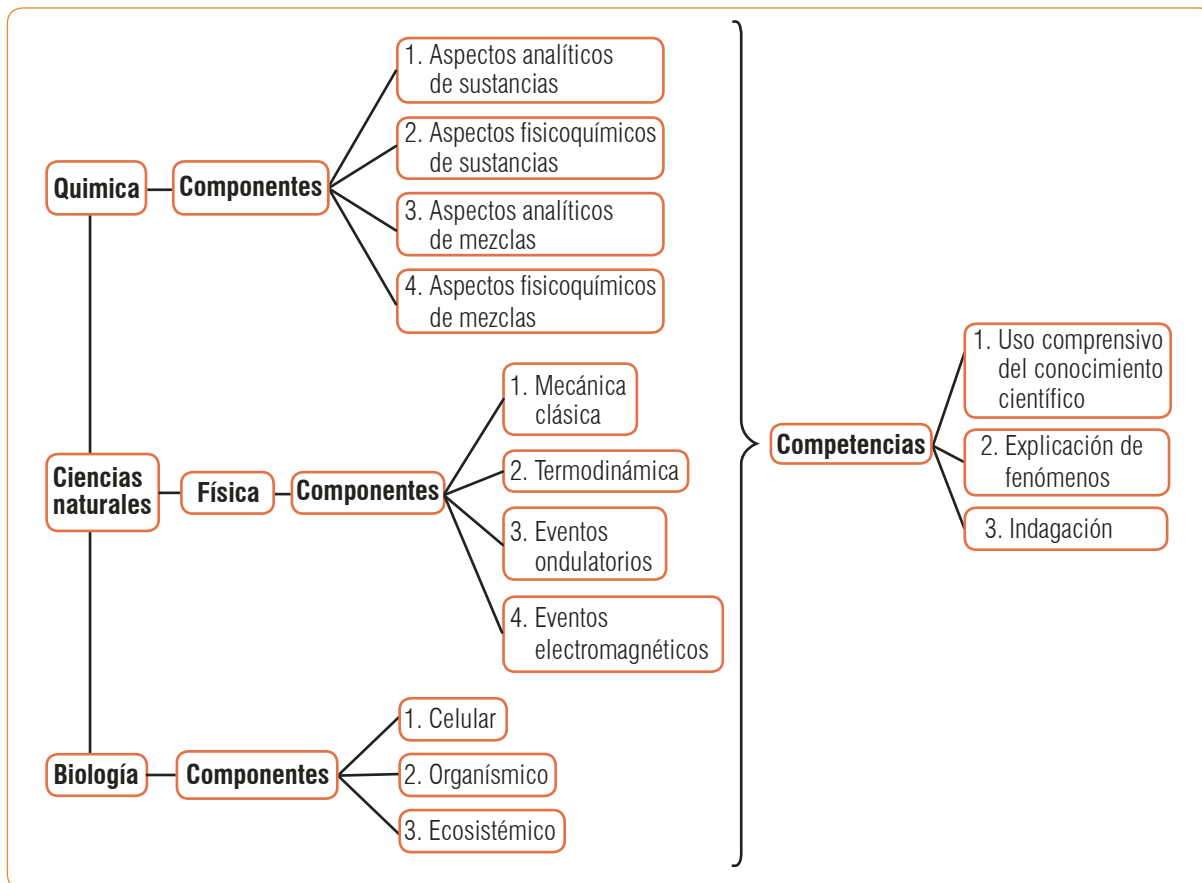 Quimica
Componentes
1. Aspectos analíticos
de sustancias
2. Aspectos fisicoquímicos
de sustancias
3. Aspectos analíticos
de mezclas
4. Aspectos fisicoquímicos
de mezclas
Ciencias
naturales
Física
Componentes
1. Mecánica
clásica
2. Termodinámica
3. Eventos
ondulatorios
4. Eventos
electromagnéticos
Biología
Componentes
1. Celular
2. Organísmico
3. Ecosistémico
Competencias
1. Uso comprensivo
del conocimiento
científico
2. Explicación de
fenómenos
3. Indagación